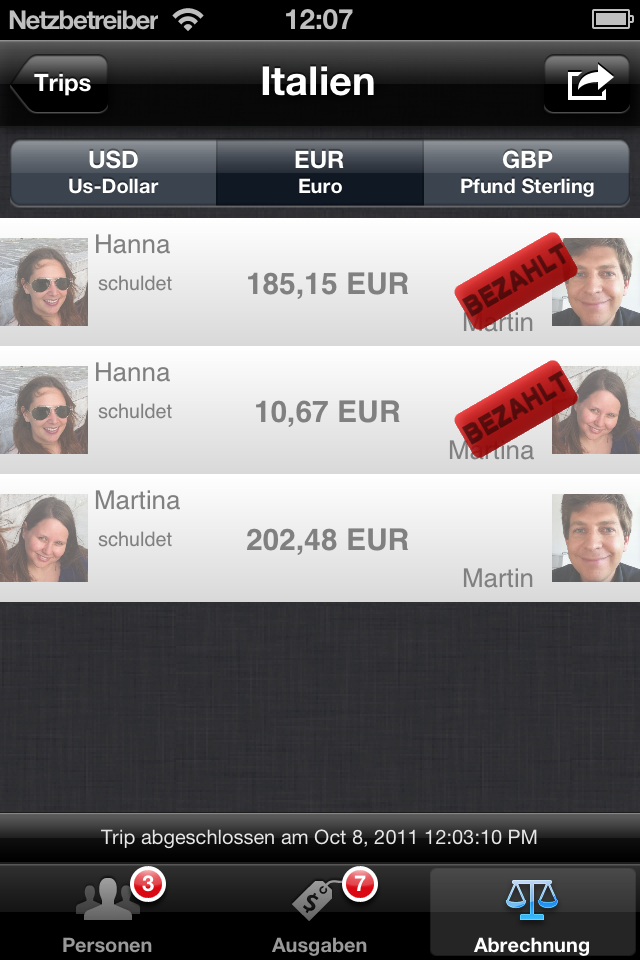 Netzbetreiber 12:07
Trips Italien
USD EUR GBP
Us-Dollar Euro Pfund Sterling
Hanna
schuldet 185,15 EUR BEZAHLT
Martin
Hanna
schuldet 10,67 EUR BEZAHLT
Martina
Martina
schuldet 202,48 EUR
Martin
Trip abgeschlossen am Oct 8, 2011 12:03:10 PM
3 7
Personen Ausgaben Abrechnung